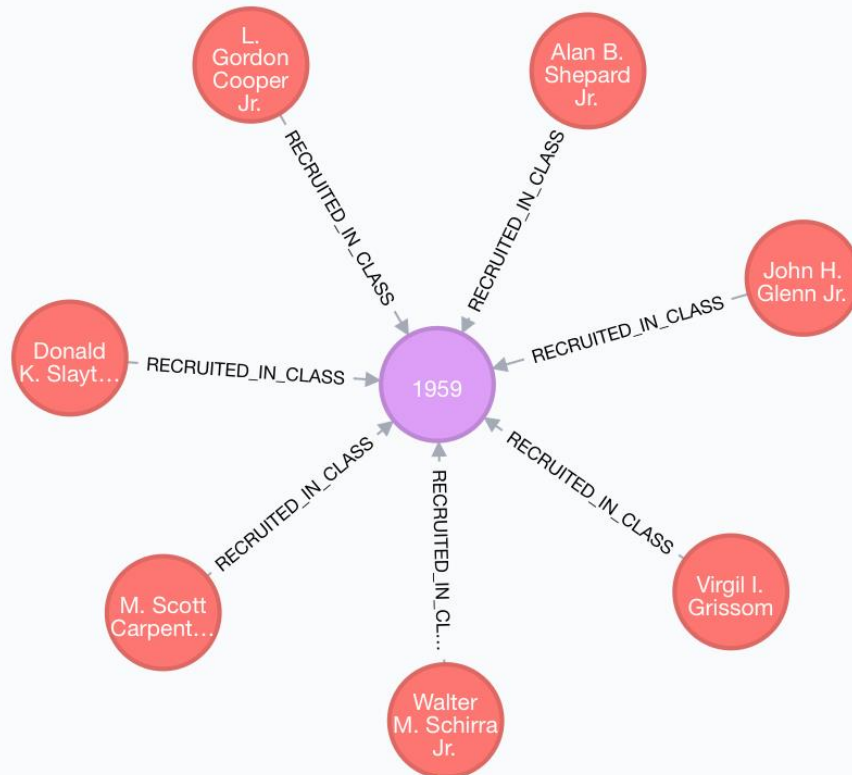 L.
Gordon
Cooper
Jr.
Alan B.
Shepard
Jr.
RECRUITED_IN_CLASS
RECRUITED_IN_CLASS
John H.
Glenn Jr.
RECRUITED_IN_CLASS
Donald
K. Slayt...
RECRUITED_IN_CLASS
1959
RECRUITED_IN_CLASS
RECRUITED_IN_CL...
RECRUITED_IN_CLASS
M. Scott
Carpent...
Virgil I.
Grissom
Walter
M. Schirra
Jr.